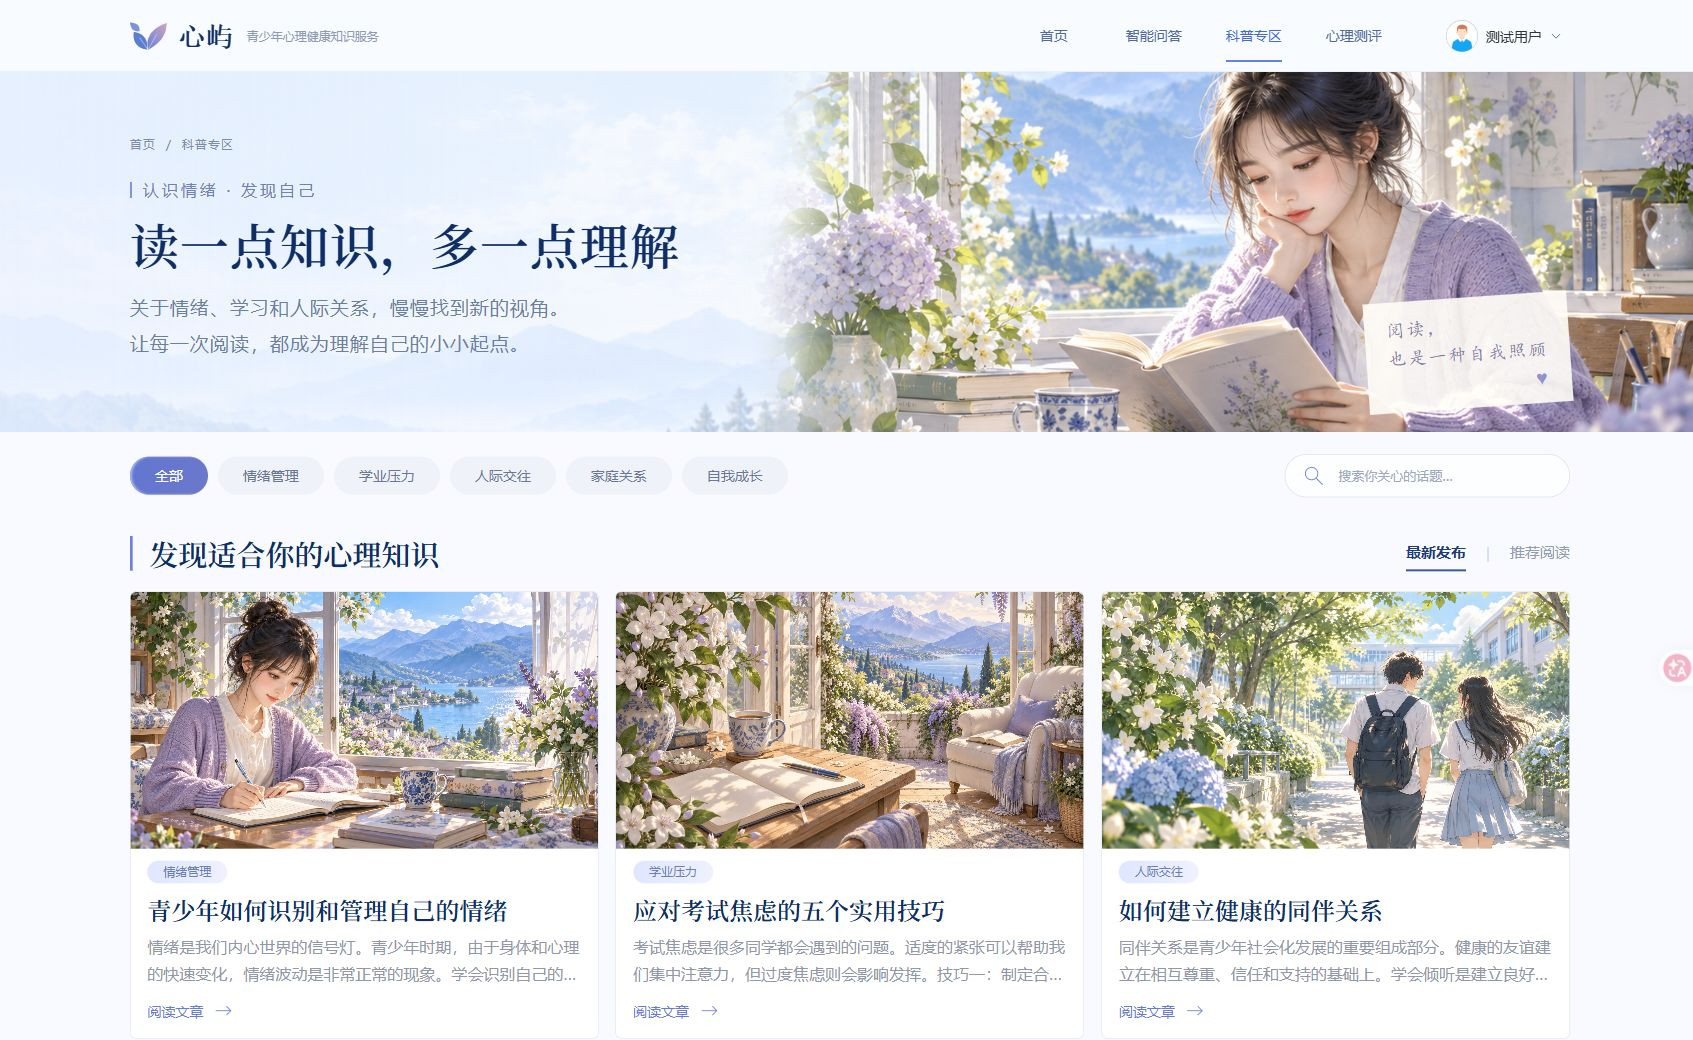 心屿 青少年心理健康知识服务
首页 智能问答 科普专区 心理测评 测试用户
首页 / 科普专区
认识情绪 · 发现自己
读一点知识，多一点理解
关于情绪、学习和人际关系，慢慢找到新的视角。
让每一次阅读，都成为理解自己的小小起点。
阅读，
也是一种自我照顾
全部 情绪管理 学业压力 人际交往 家庭关系 自我成长 搜索你关心的话题...
发现适合你的心理知识 最新发布 | 推荐阅读
情绪管理
青少年如何识别和管理自己的情绪
情绪是我们内心世界的信号灯。青少年时期，由于身体和心理
的快速变化，情绪波动是非常正常的现象。学会识别自己的...
阅读文章 →
学业压力
应对考试焦虑的五个实用技巧
考试焦虑是很多同学都会遇到的问题。适度的紧张可以帮助我
们集中注意力，但过度焦虑则会影响发挥。技巧一：制定合...
阅读文章 →
人际交往
如何建立健康的同伴关系
同伴关系是青少年社会化发展的重要组成部分。健康的友谊建
立在相互尊重、信任和支持的基础上。学会倾听是建立良好...
阅读文章 →